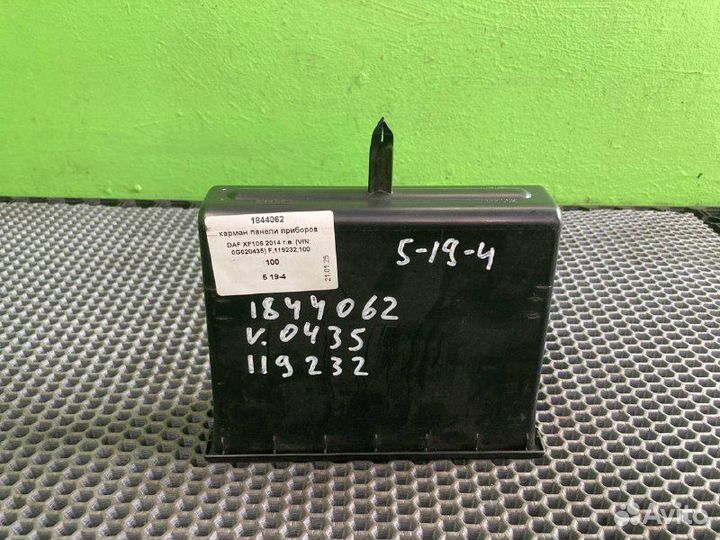 1844062
карман панели приборов
DAF XF106 2014 г.в. (VIN:
0G020435) F,119232,100
100
5 19-4
21.01.25
5-19-4
1844062
v. 0435
119232
Avito